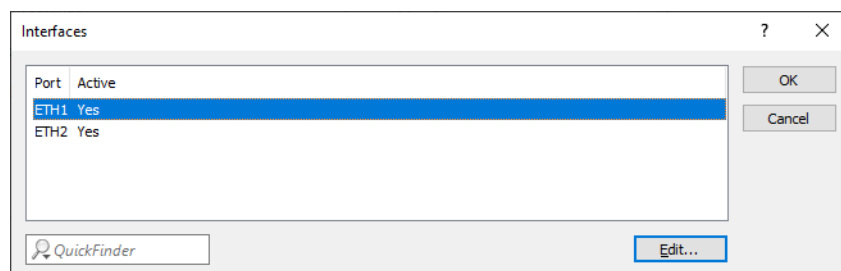 Interfaces
?
Port Active
OK
ETH1 Yes
ETH2 Yes
Cancel
QuickFinder
Edit...